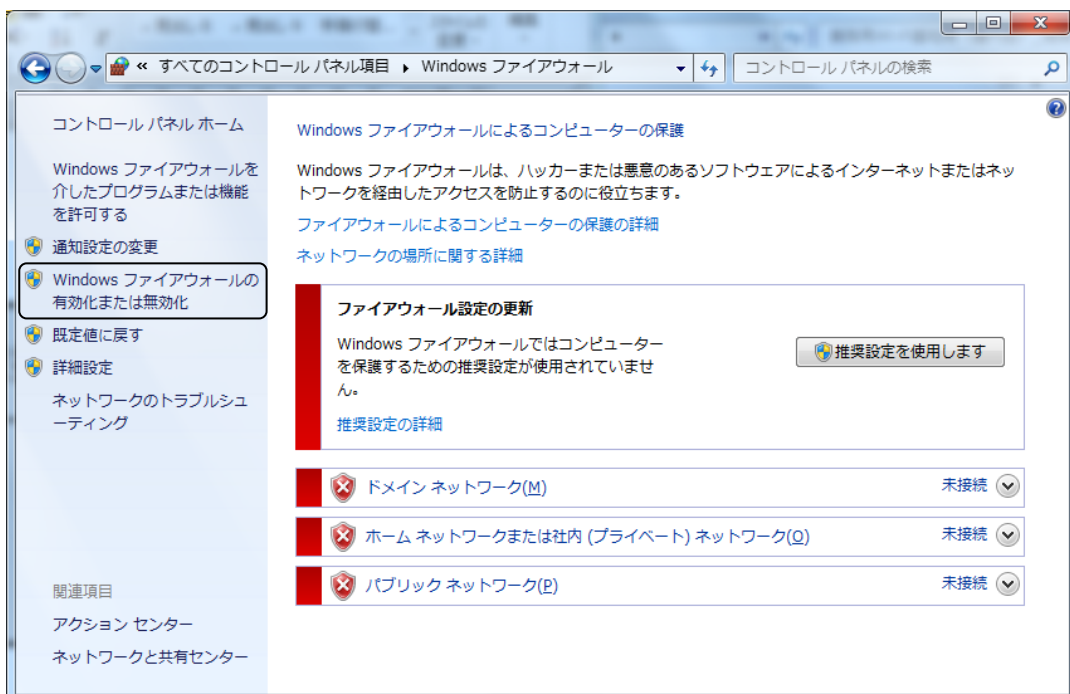 « すべてのコントロール パネル項目 ▸ Windows ファイアウォール
コントロール パネルの検索
コントロール パネル ホーム
Windows ファイアウォールを
介したプログラムまたは機能
を許可する
通知設定の変更
Windows ファイアウォールの
有効化または無効化
既定値に戻す
詳細設定
ネットワークのトラブルシュ
ーティング
関連項目
アクション センター
ネットワークと共有センター
Windows ファイアウォールによるコンピューターの保護
Windows ファイアウォールは、ハッカーまたは悪意のあるソフトウェアによるインターネットまたはネッ
トワークを経由したアクセスを防止するのに役立ちます。
ファイアウォールによるコンピューターの保護の詳細
ネットワークの場所に関する詳細
ファイアウォール設定の更新
Windows ファイアウォールではコンピューター
を保護するための推奨設定が使用されていませ
ん。
推奨設定を使用します
推奨設定の詳細
ドメイン ネットワーク(M) 未接続
ホーム ネットワークまたは社内 (プライベート) ネットワーク(O) 未接続
パブリック ネットワーク(P) 未接続